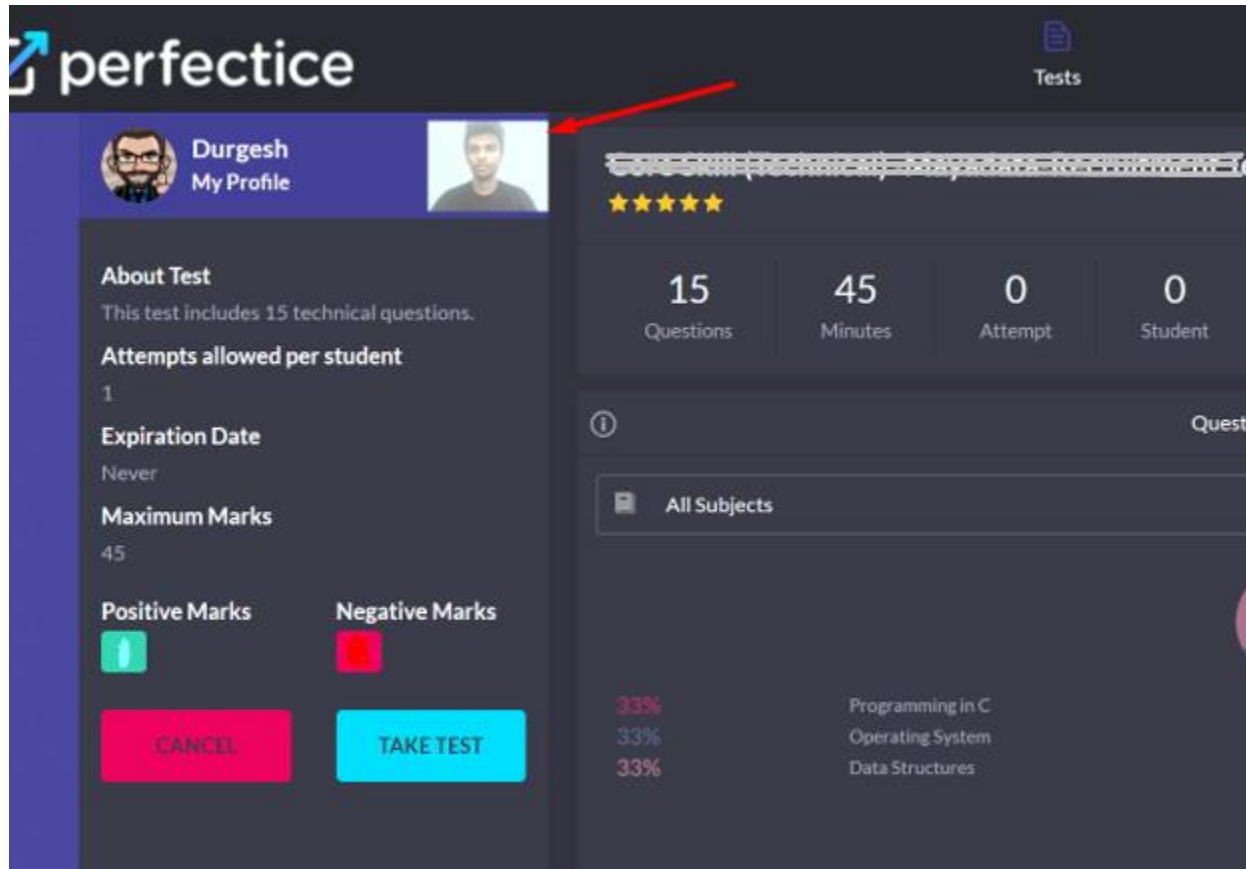 perfectice
Tests
Durgesh
My Profile
About Test
This test includes 15 technical questions.
Attempts allowed per student
1
Expiration Date
Never
Maximum Marks
45
Positive Marks
Negative Marks
CANCEL
TAKE TEST
15
Questions
45
Minutes
0
Attempt
0
Student
Quest
All Subjects
33% Programming in C
33% Operating System
33% Data Structures